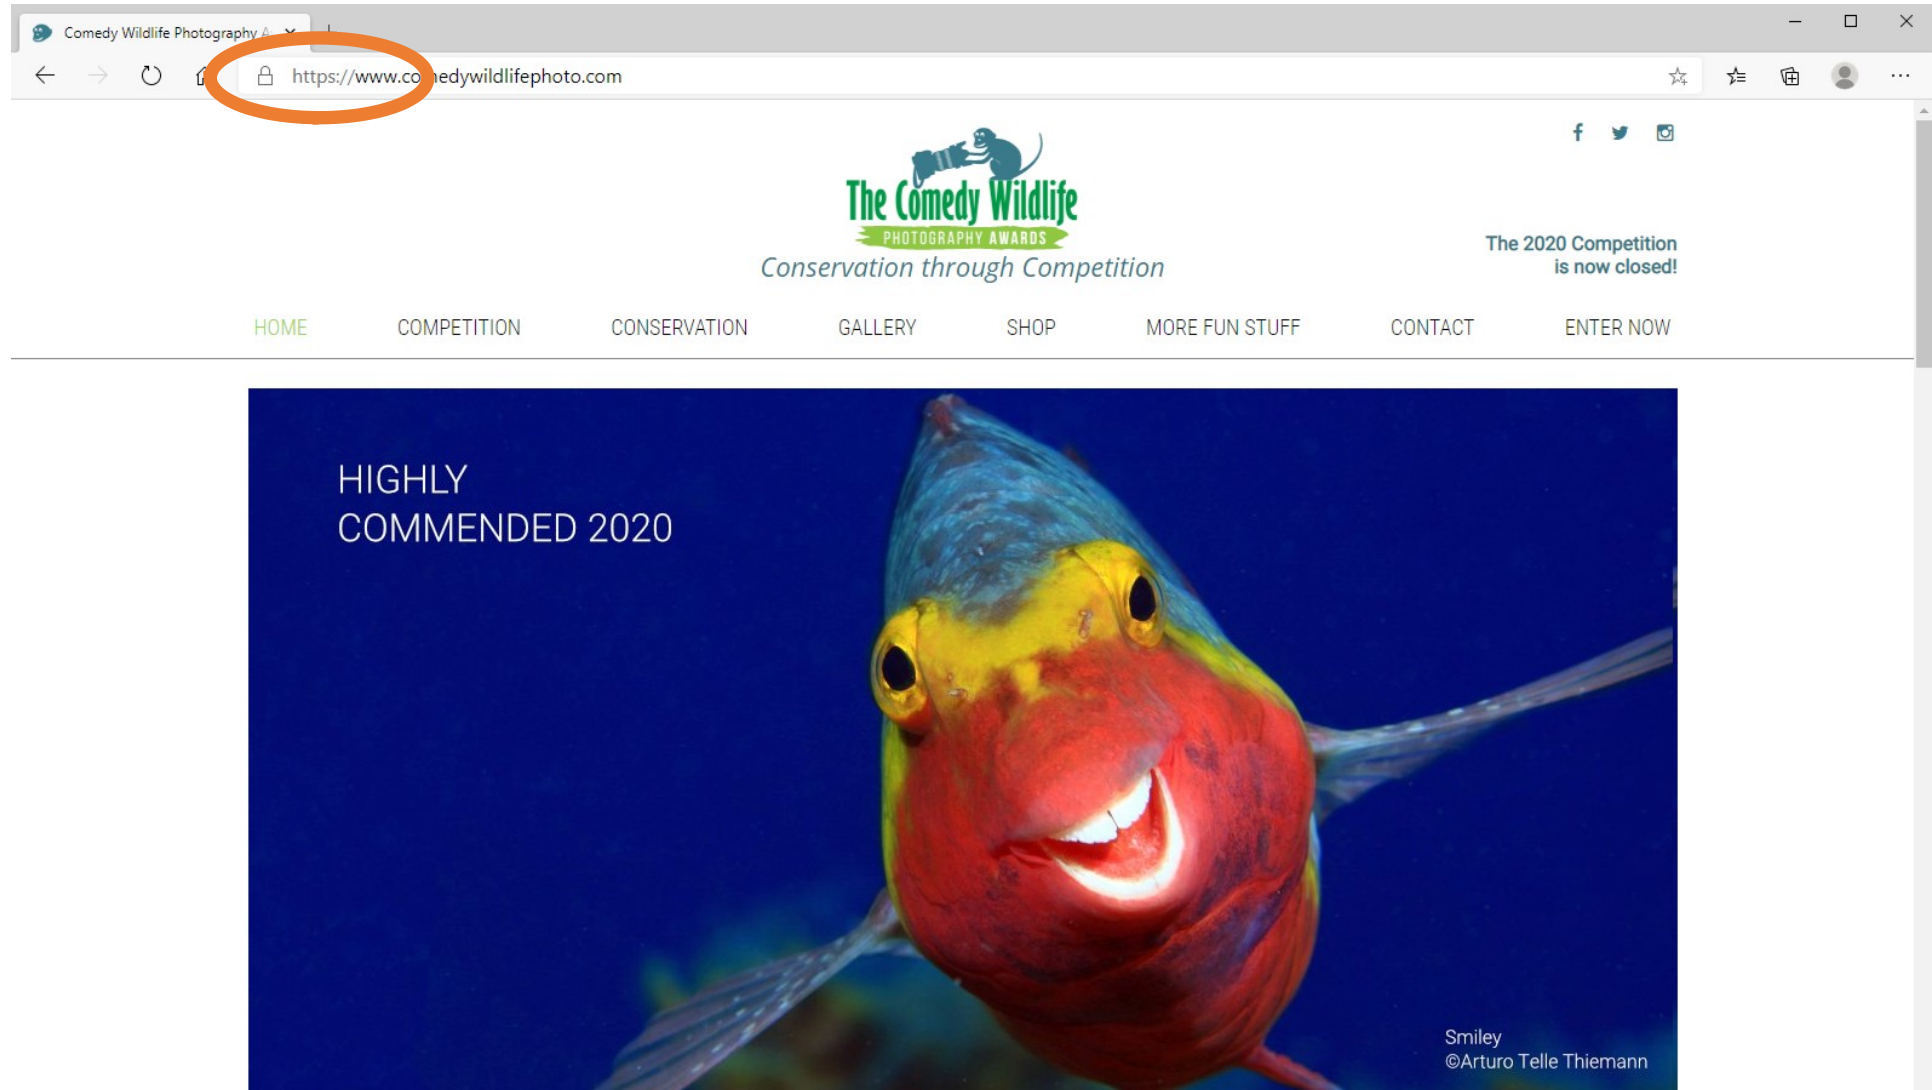 Comedy Wildlife Photography A
https://www.comedywildlifephoto.com
The Comedy Wildlife
PHOTOGRAPHY AWARDS
Conservation through Competition
The 2020 Competition
is now closed!
HOME COMPETITION CONSERVATION GALLERY SHOP MORE FUN STUFF CONTACT ENTER NOW
HIGHLY
COMMENDED 2020
Smiley
©Arturo Telle Thiemann